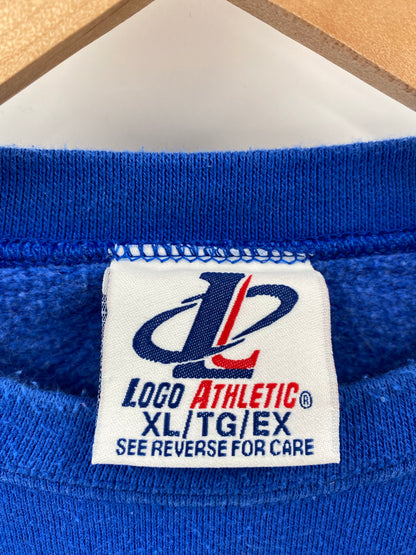 L
LOGO ATHLETIC®
XL/TG/EX
SEE REVERSE FOR CARE